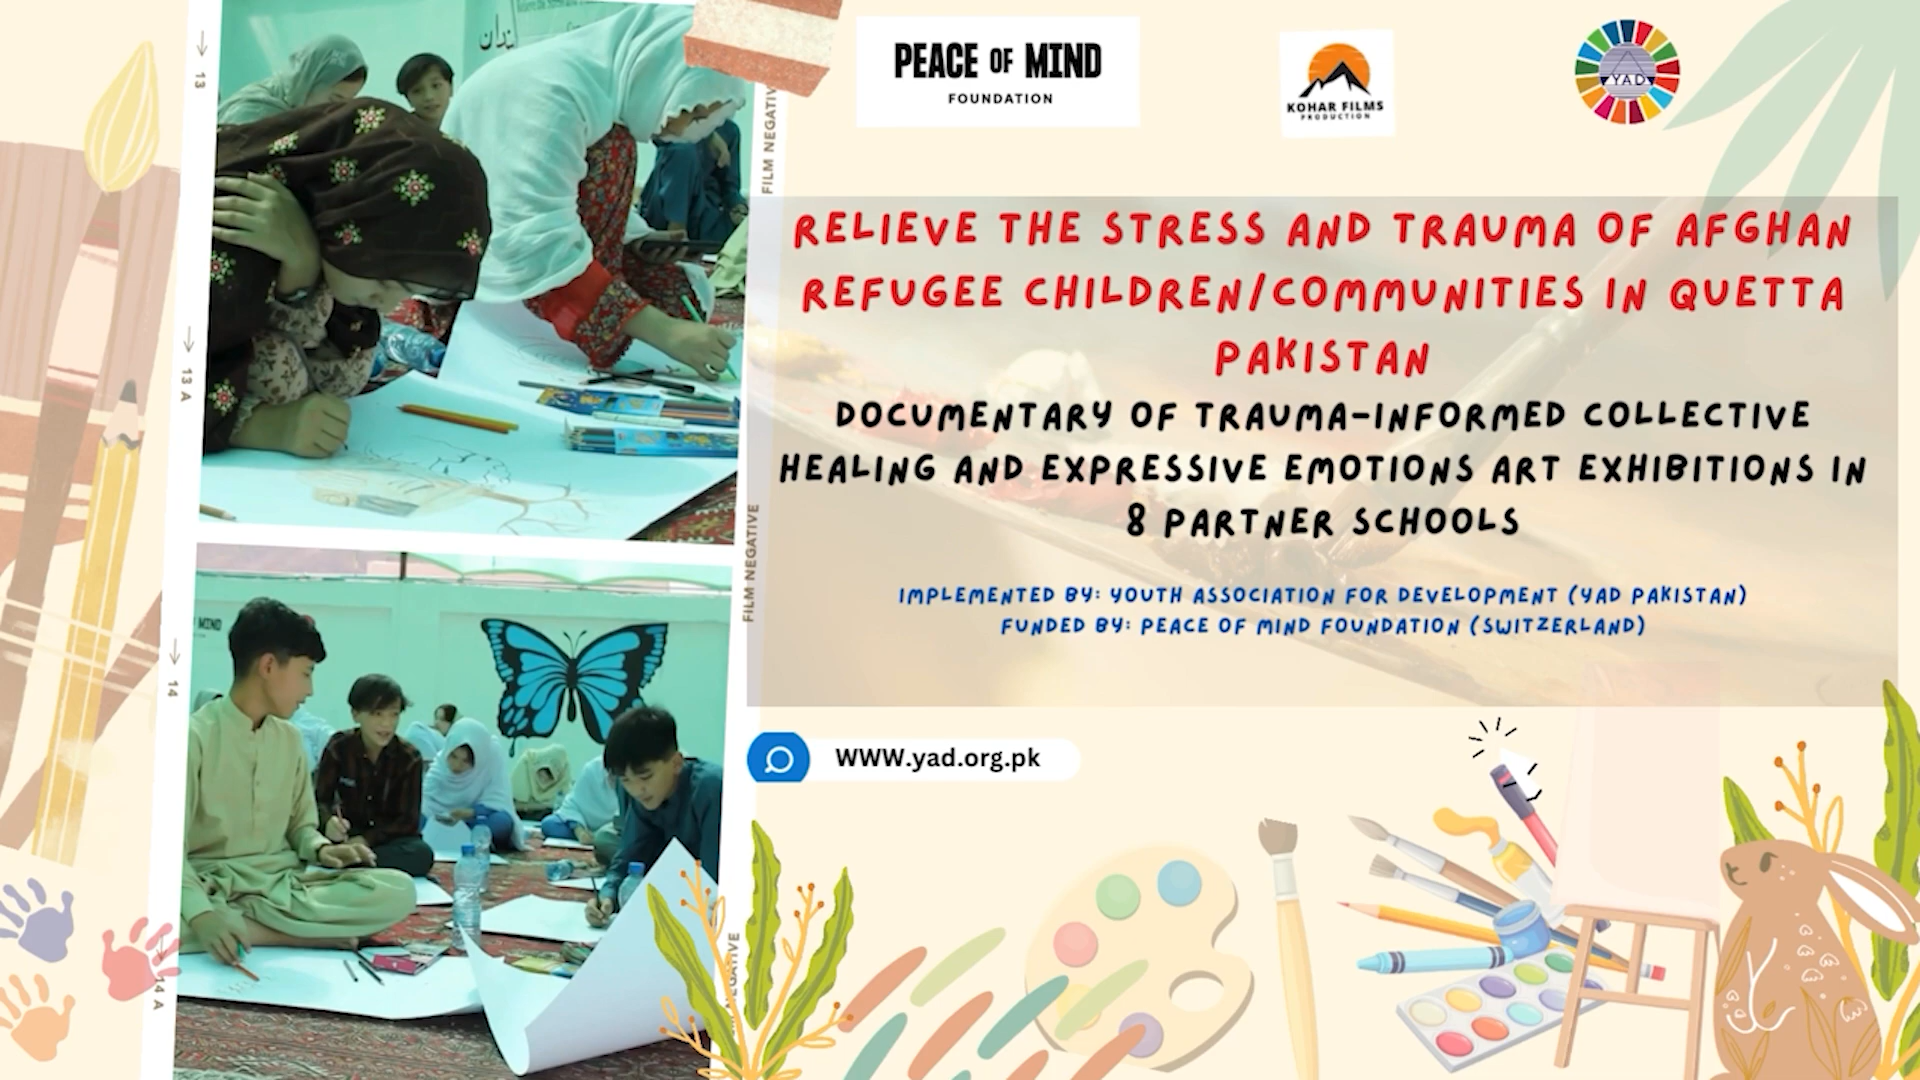 PEACE OF MIND
FOUNDATION
KOHAR FILMS
PRODUCTION
YAD
RELIEVE THE STRESS AND TRAUMA OF AFGHAN
REFUGEE CHILDREN/COMMUNITIES IN QUETTA
PAKISTAN
DOCUMENTARY OF TRAUMA-INFORMED COLLECTIVE
HEALING AND EXPRESSIVE EMOTIONS ART EXHIBITIONS IN
8 PARTNER SCHOOLS
IMPLEMENTED BY: YOUTH ASSOCIATION FOR DEVELOPMENT (YAD PAKISTAN)
FUNDED BY: PEACE OF MIND FOUNDATION (SWITZERLAND)
WWW.yad.org.pk
13
13 A
14
14 A
FILM NEGATIV
FILM NEGATIVE
NEGATIVE
MIND